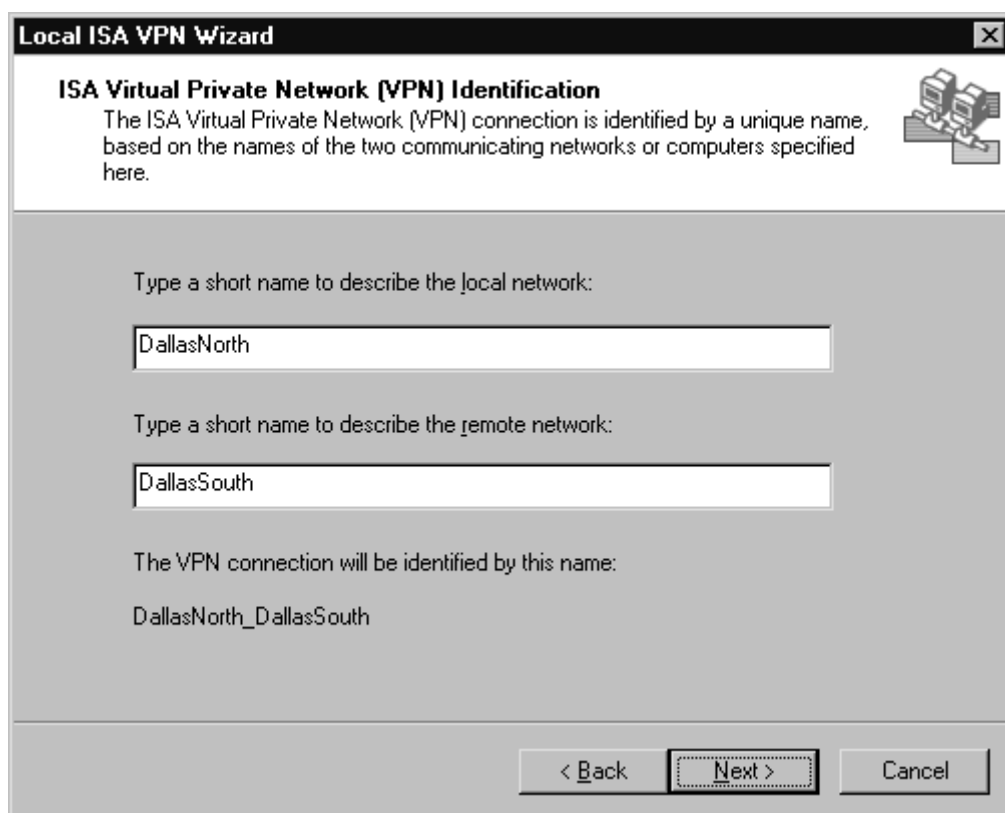 Local ISA VPN Wizard
ISA Virtual Private Network (VPN) Identification
The ISA Virtual Private Network (VPN) connection is identified by a unique name,
based on the names of the two communicating networks or computers specified
here.
Type a short name to describe the local network:
DallasNorth
Type a short name to describe the remote network:
DallasSouth
The VPN connection will be identified by this name:
DallasNorth_DallasSouth
< Back Next > Cancel